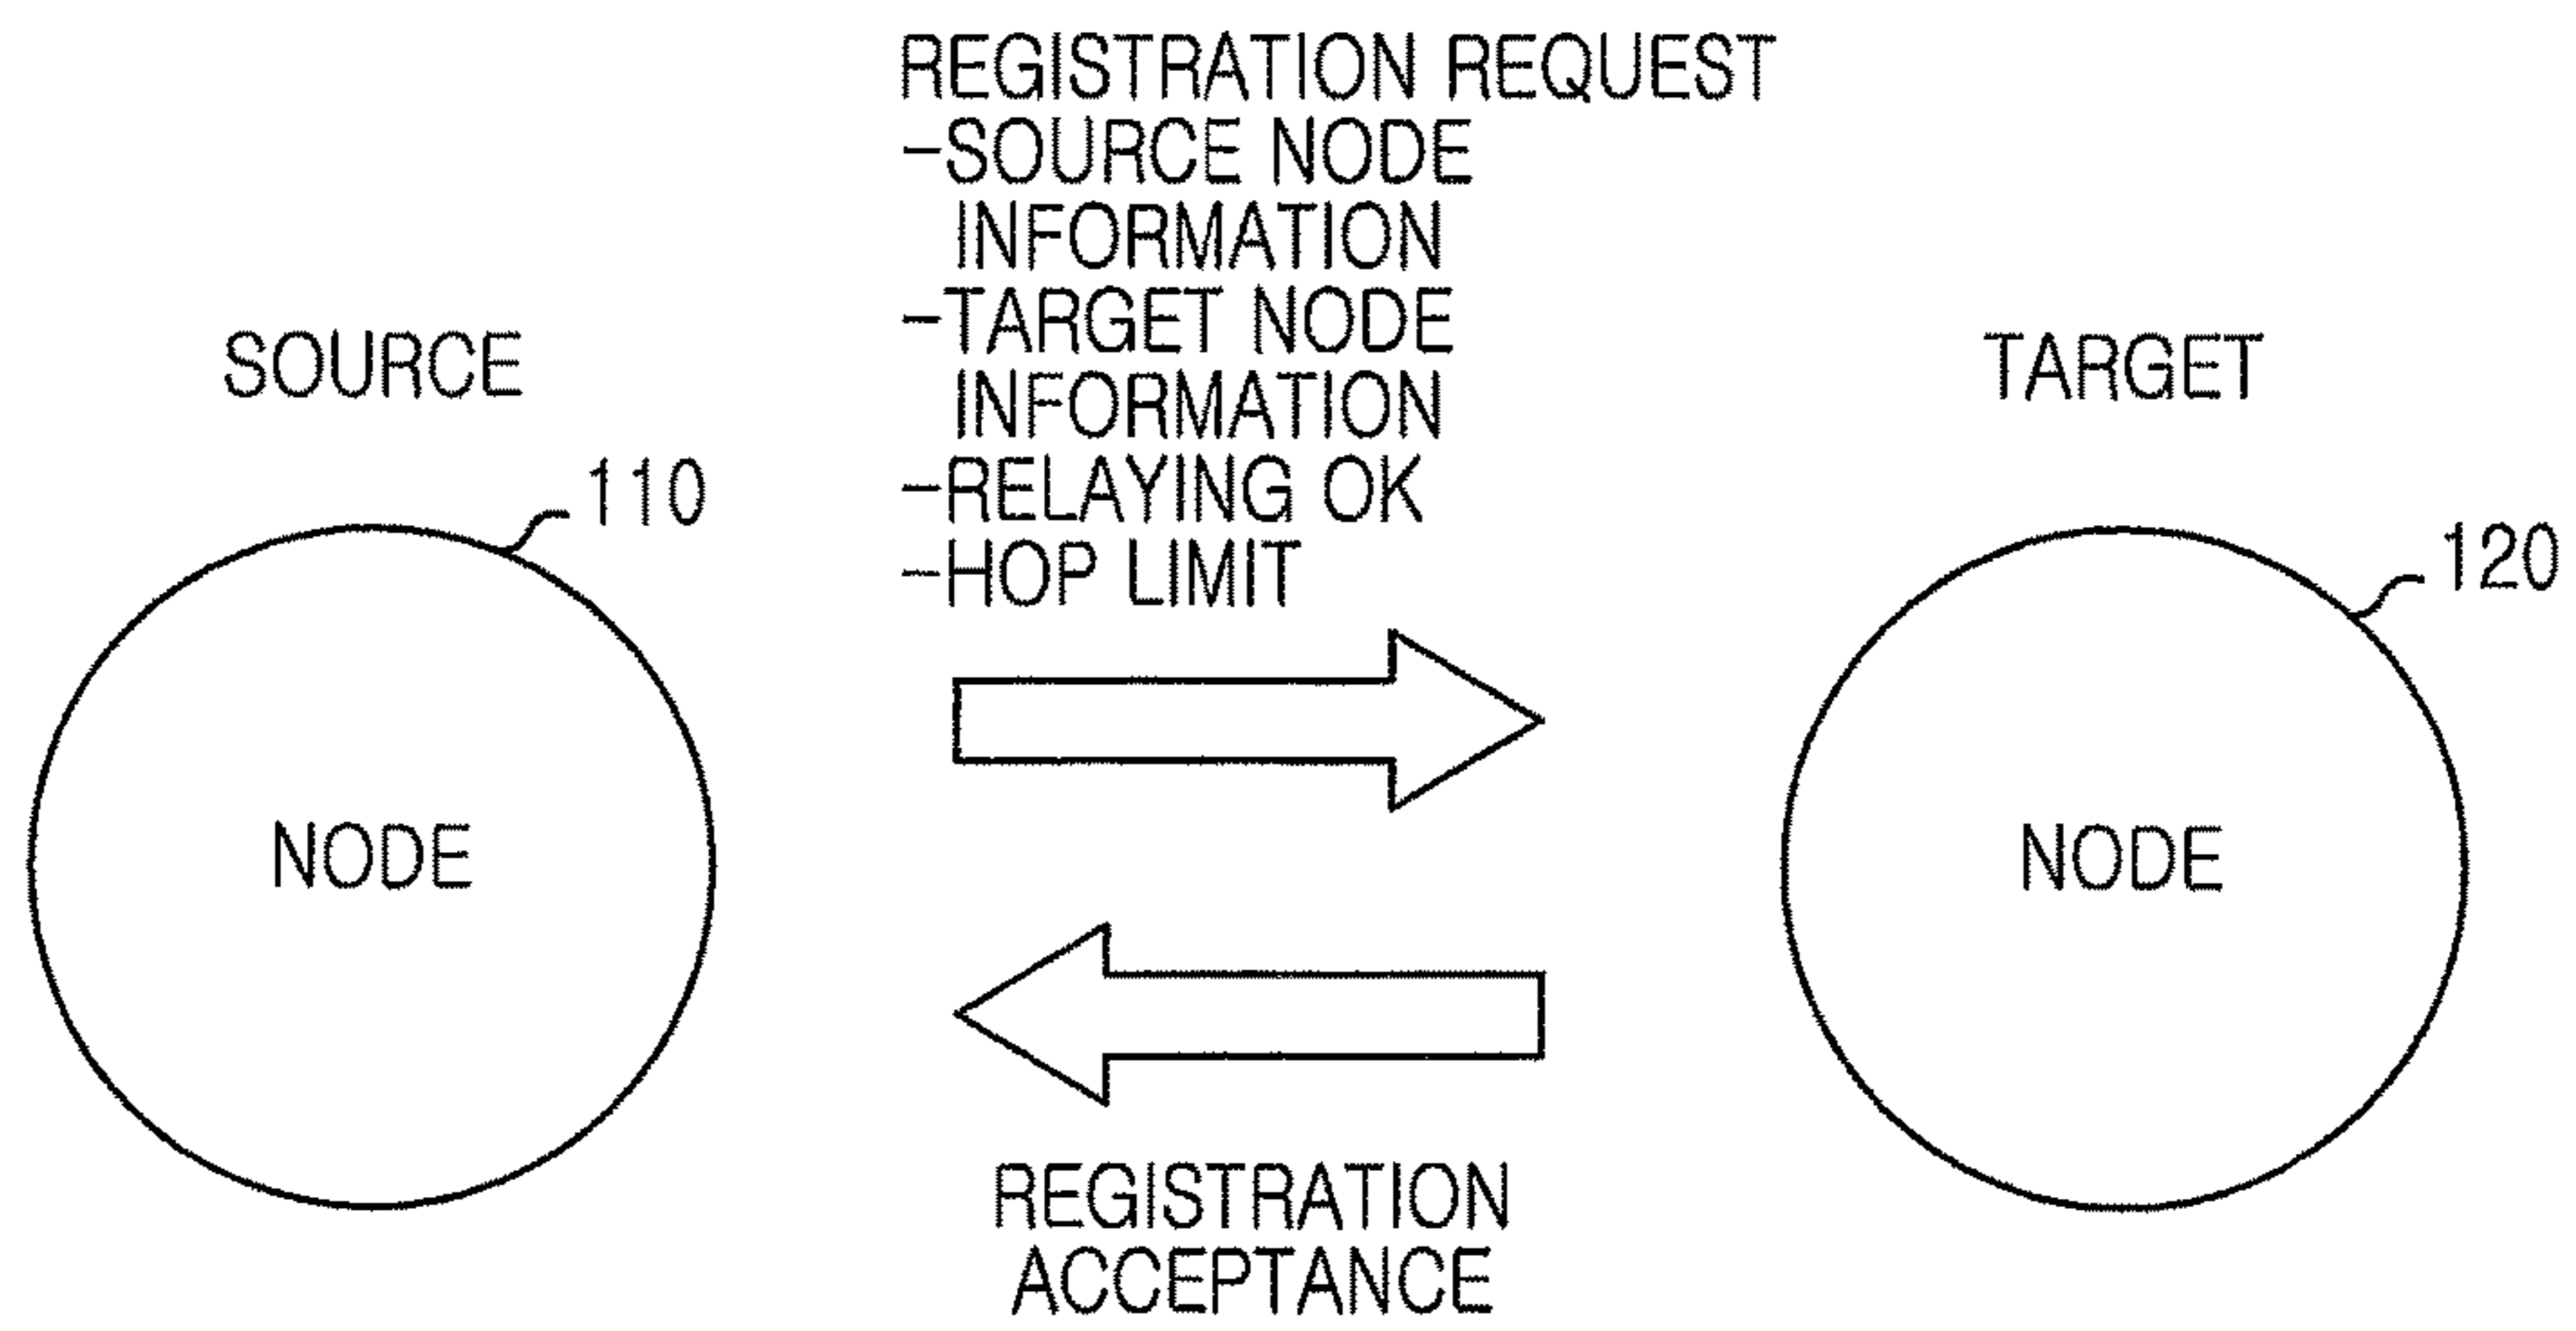 REGISTRATION REQUEST
-SOURCE NODE
INFORMATION
-TARGET NODE
INFORMATION
-RELAYING OK
-HOP LIMIT
SOURCE
110
NODE
TARGET
120
NODE
REGISTRATION
ACCEPTANCE